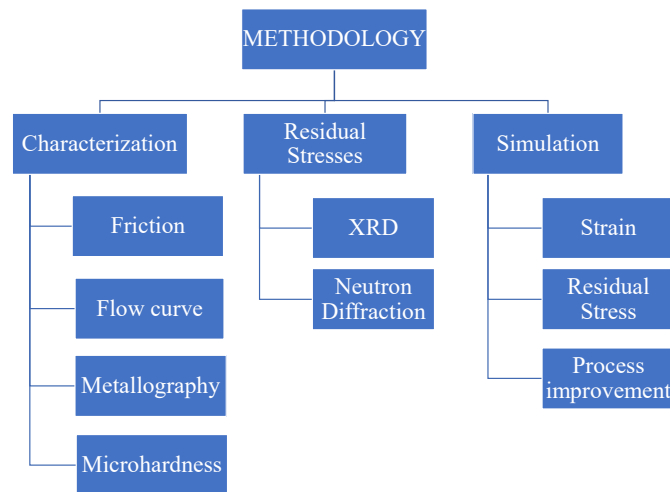 METHODOLOGY
Characterization
Friction
Flow curve
Metallography
Microhardness
Residual
Stresses
XRD
Neutron
Diffraction
Simulation
Strain
Residual
Stress
Process
improvement